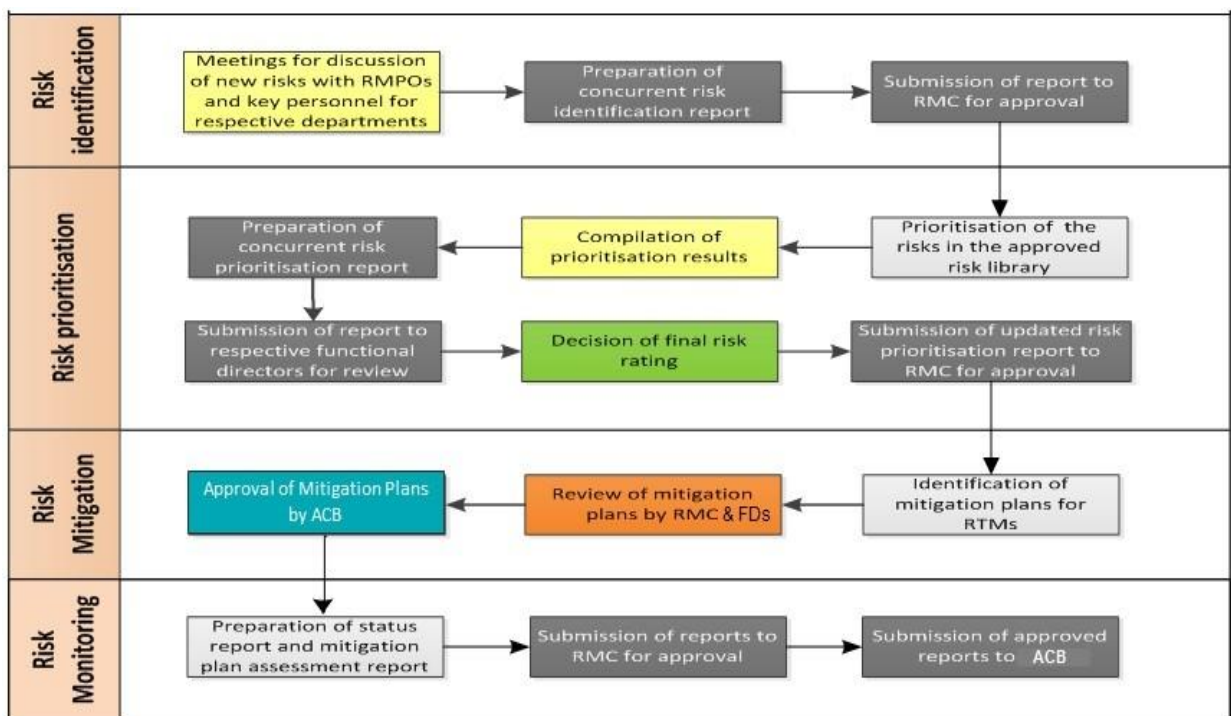 Risk
identification
Meetings for discussion
of new risks with RMPOs
and key personnel for
respective departments
Preparation of
concurrent risk
identification report
Submission of report to
RMC for approval
Risk prioritisation
Preparation of
concurrent risk
prioritisation report
Compilation of
prioritisation results
Prioritisation of the
risks in the approved
risk library
Submission of report to
respective functional
directors for review
Decision of final risk
rating
Submission of updated risk
prioritisation report to
RMC for approval
Risk
Mitigation
Approval of Mitigation Plans
by ACB
Review of mitigation
plans by RMC & FDs
Identification of
mitigation plans for
RTMs
Risk
Monitoring
Preparation of status
report and mitigation
plan assessment report
Submission of reports to
RMC for approval
Submission of approved
reports to ACB